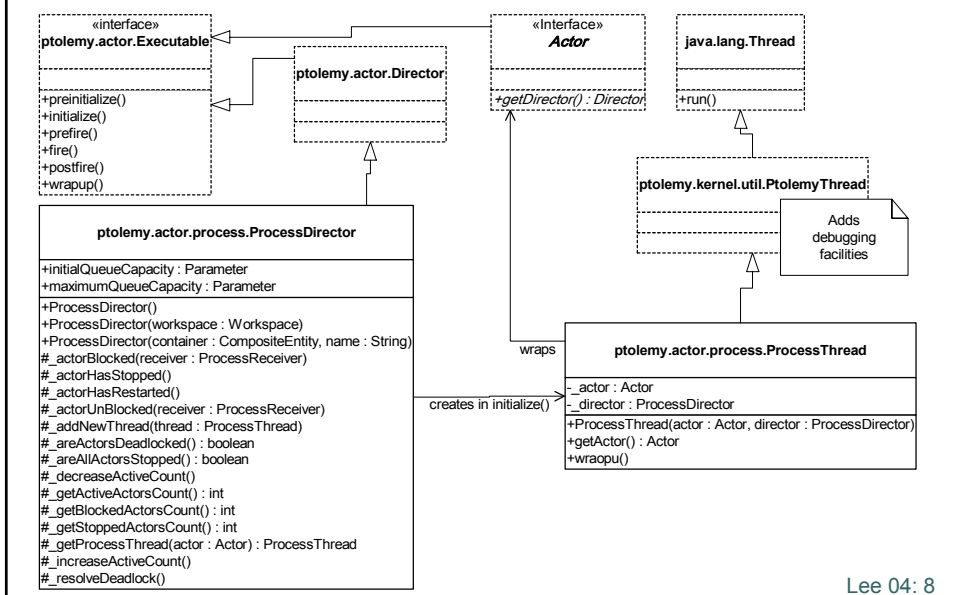 «interface»
ptolemy.actor.Executable
+preinitialize()
+initialize()
+prefire()
+fire()
+postfire()
+wrapup()
ptolemy.actor.Director
«Interface»
Actor
+getDirector() : Director
java.lang.Thread
+run()
ptolemy.kernel.util.PtolemyThread
Adds
debugging
facilities
ptolemy.actor.process.ProcessDirector
+initialQueueCapacity : Parameter
+maximumQueueCapacity : Parameter
+ProcessDirector()
+ProcessDirector(workspace : Workspace)
+ProcessDirector(container : CompositeEntity, name : String)
#_actorBlocked(receiver : ProcessReceiver)
#_actorHasStopped()
#_actorHasRestarted()
#_actorUnBlocked(receiver : ProcessReceiver)
#_addNewThread(thread : ProcessThread)
#_areActorsDeadlocked() : boolean
#_areAllActorsStopped() : boolean
#_decreaseActiveCount()
#_getActiveActorsCount() : int
#_getBlockedActorsCount() : int
#_getStoppedActorsCount() : int
#_getProcessThread(actor : Actor) : ProcessThread
#_increaseActiveCount()
#_resolveDeadlock()
wraps
creates in initialize()
ptolemy.actor.process.ProcessThread
-_actor : Actor
-_director : ProcessDirector
+ProcessThread(actor : Actor, director : ProcessDirector)
+getActor() : Actor
+wraopu()
Lee 04: 8